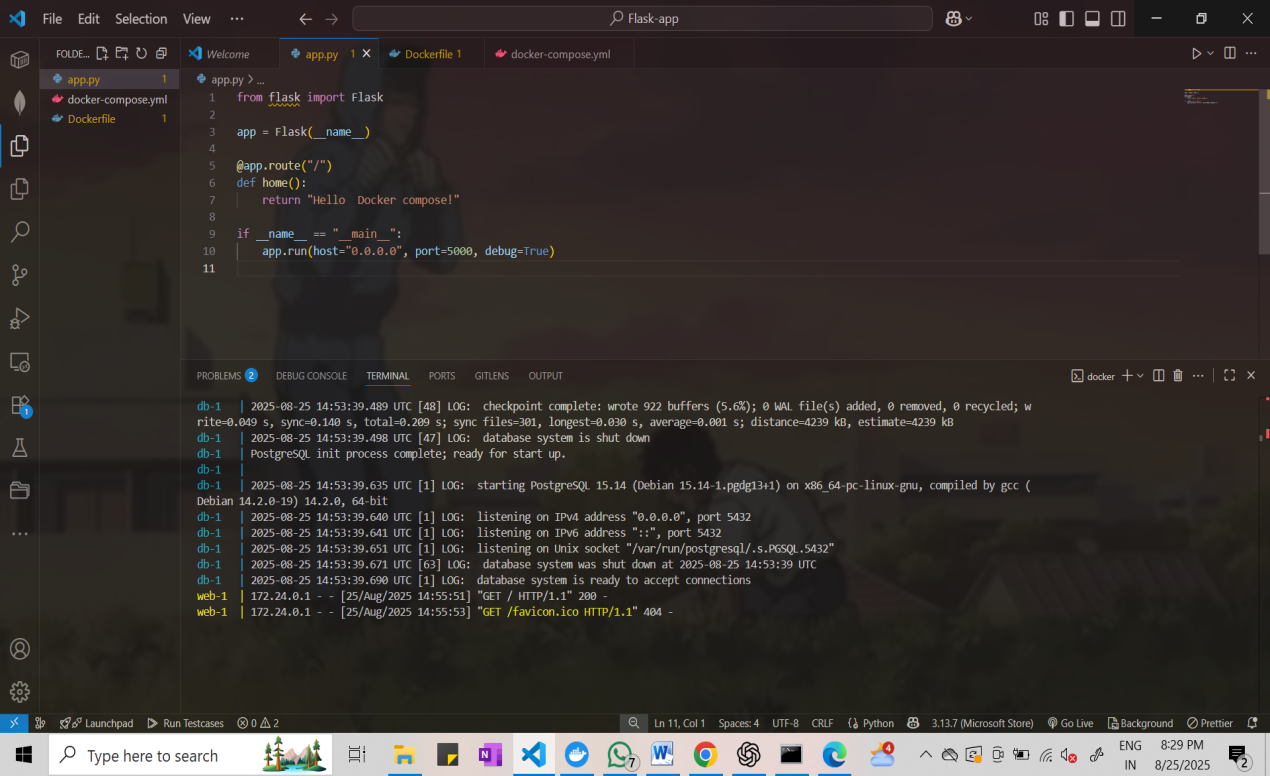 File Edit Selection View ··· Flask-app
FOLDE... Welcome app.py 1 Dockerfile 1 docker-compose.yml
app.py 1
docker-compose.yml
Dockerfile 1
app.py > ...
1 from flask import Flask
2
3 app = Flask(__name__)
4
5 @app.route("/")
6 def home():
7 return "Hello  Docker compose!"
8
9 if __name__ == "__main__":
10 app.run(host="0.0.0.0", port=5000, debug=True)
11
PROBLEMS 2 DEBUG CONSOLE TERMINAL PORTS GITLENS OUTPUT docker
db-1 | 2025-08-25 14:53:39.489 UTC [48] LOG:  checkpoint complete: wrote 922 buffers (5.6%); 0 WAL file(s) added, 0 removed, 0 recycled; w
rite=0.049 s, sync=0.140 s, total=0.209 s; sync files=301, longest=0.030 s, average=0.001 s; distance=4239 kB, estimate=4239 kB
db-1 | 2025-08-25 14:53:39.498 UTC [47] LOG:  database system is shut down
db-1 | PostgreSQL init process complete; ready for start up.
db-1 |
db-1 | 2025-08-25 14:53:39.635 UTC [1] LOG:  starting PostgreSQL 15.14 (Debian 15.14-1.pgdg13+1) on x86_64-pc-linux-gnu, compiled by gcc (
Debian 14.2.0-19) 14.2.0, 64-bit
db-1 | 2025-08-25 14:53:39.640 UTC [1] LOG:  listening on IPv4 address "0.0.0.0", port 5432
db-1 | 2025-08-25 14:53:39.641 UTC [1] LOG:  listening on IPv6 address "::", port 5432
db-1 | 2025-08-25 14:53:39.651 UTC [1] LOG:  listening on Unix socket "/var/run/postgresql/.s.PGSQL.5432"
db-1 | 2025-08-25 14:53:39.671 UTC [63] LOG:  database system was shut down at 2025-08-25 14:53:39 UTC
db-1 | 2025-08-25 14:53:39.690 UTC [1] LOG:  database system is ready to accept connections
web-1 | 172.24.0.1 - - [25/Aug/2025 14:55:51] "GET / HTTP/1.1" 200 -
web-1 | 172.24.0.1 - - [25/Aug/2025 14:55:53] "GET /favicon.ico HTTP/1.1" 404 -
1
Launchpad Run Testcases 0 2 Ln 11, Col 1 Spaces: 4 UTF-8 CRLF Python 3.13.7 (Microsoft Store) Go Live Background Prettier
Type here to search 7 4 ENG 8:29 PM
IN 8/25/2025 2